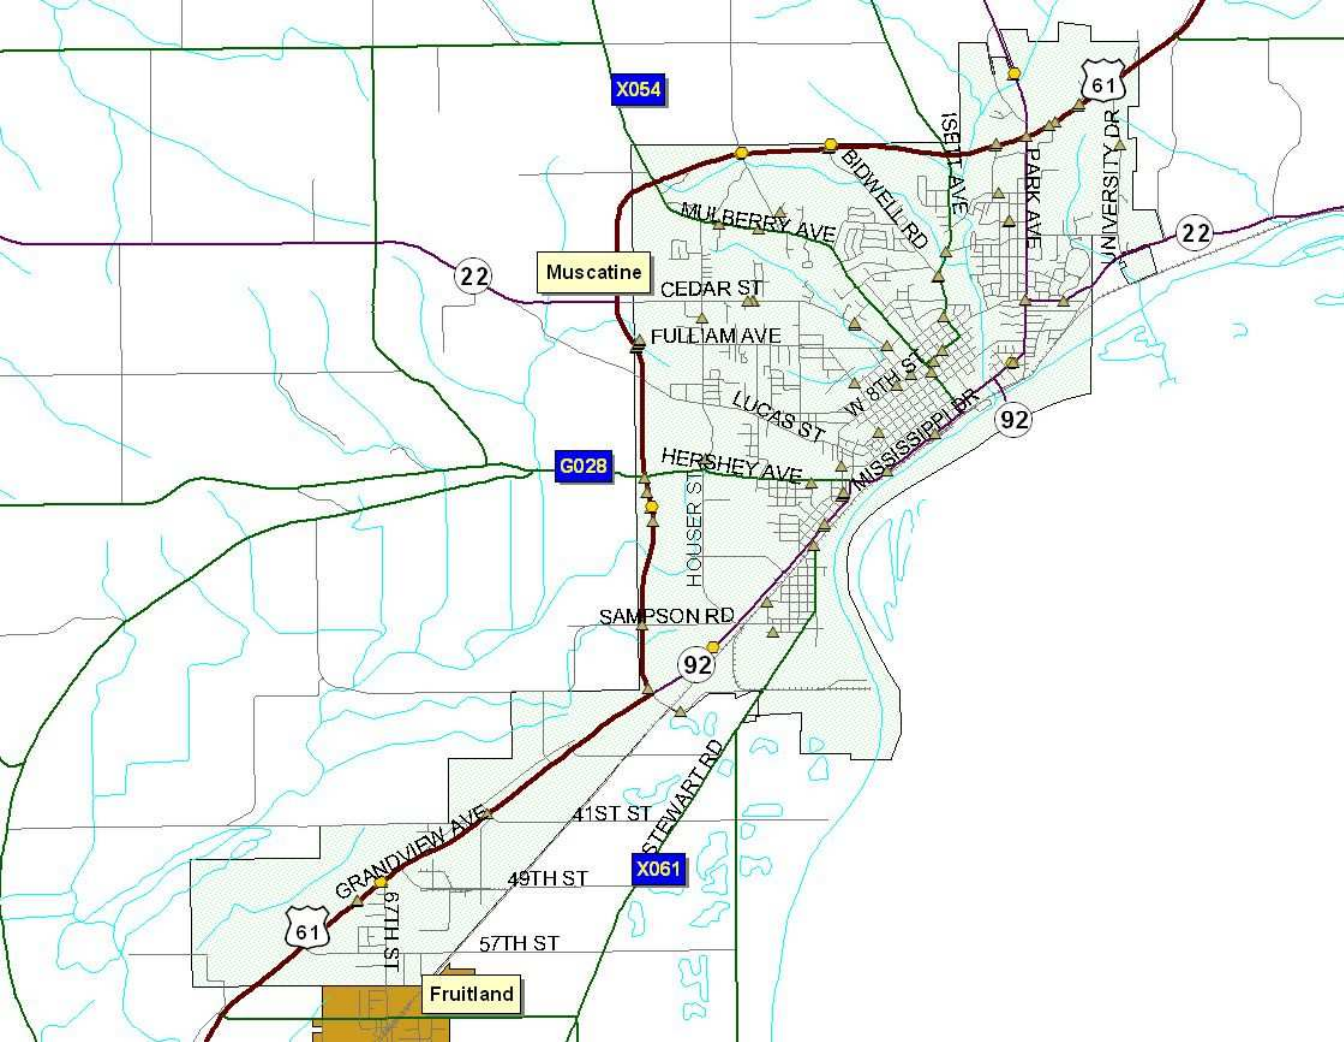 X054
61
ISETT AVE
BIDWELL RD
PARK AVE
UNIVERSITY DR
MULBERRY AVE
22
22
Muscatine
CEDAR ST
FULLIAM AVE
W 8TH ST
LUCAS ST
MISSISSIPPI DR
92
G028
HERSHEY AVE
HOUSER ST
SAMPSON RD
92
STEWART RD
41ST ST
GRANDVIEW AVE
X061
49TH ST
67TH ST
61
57TH ST
Fruitland